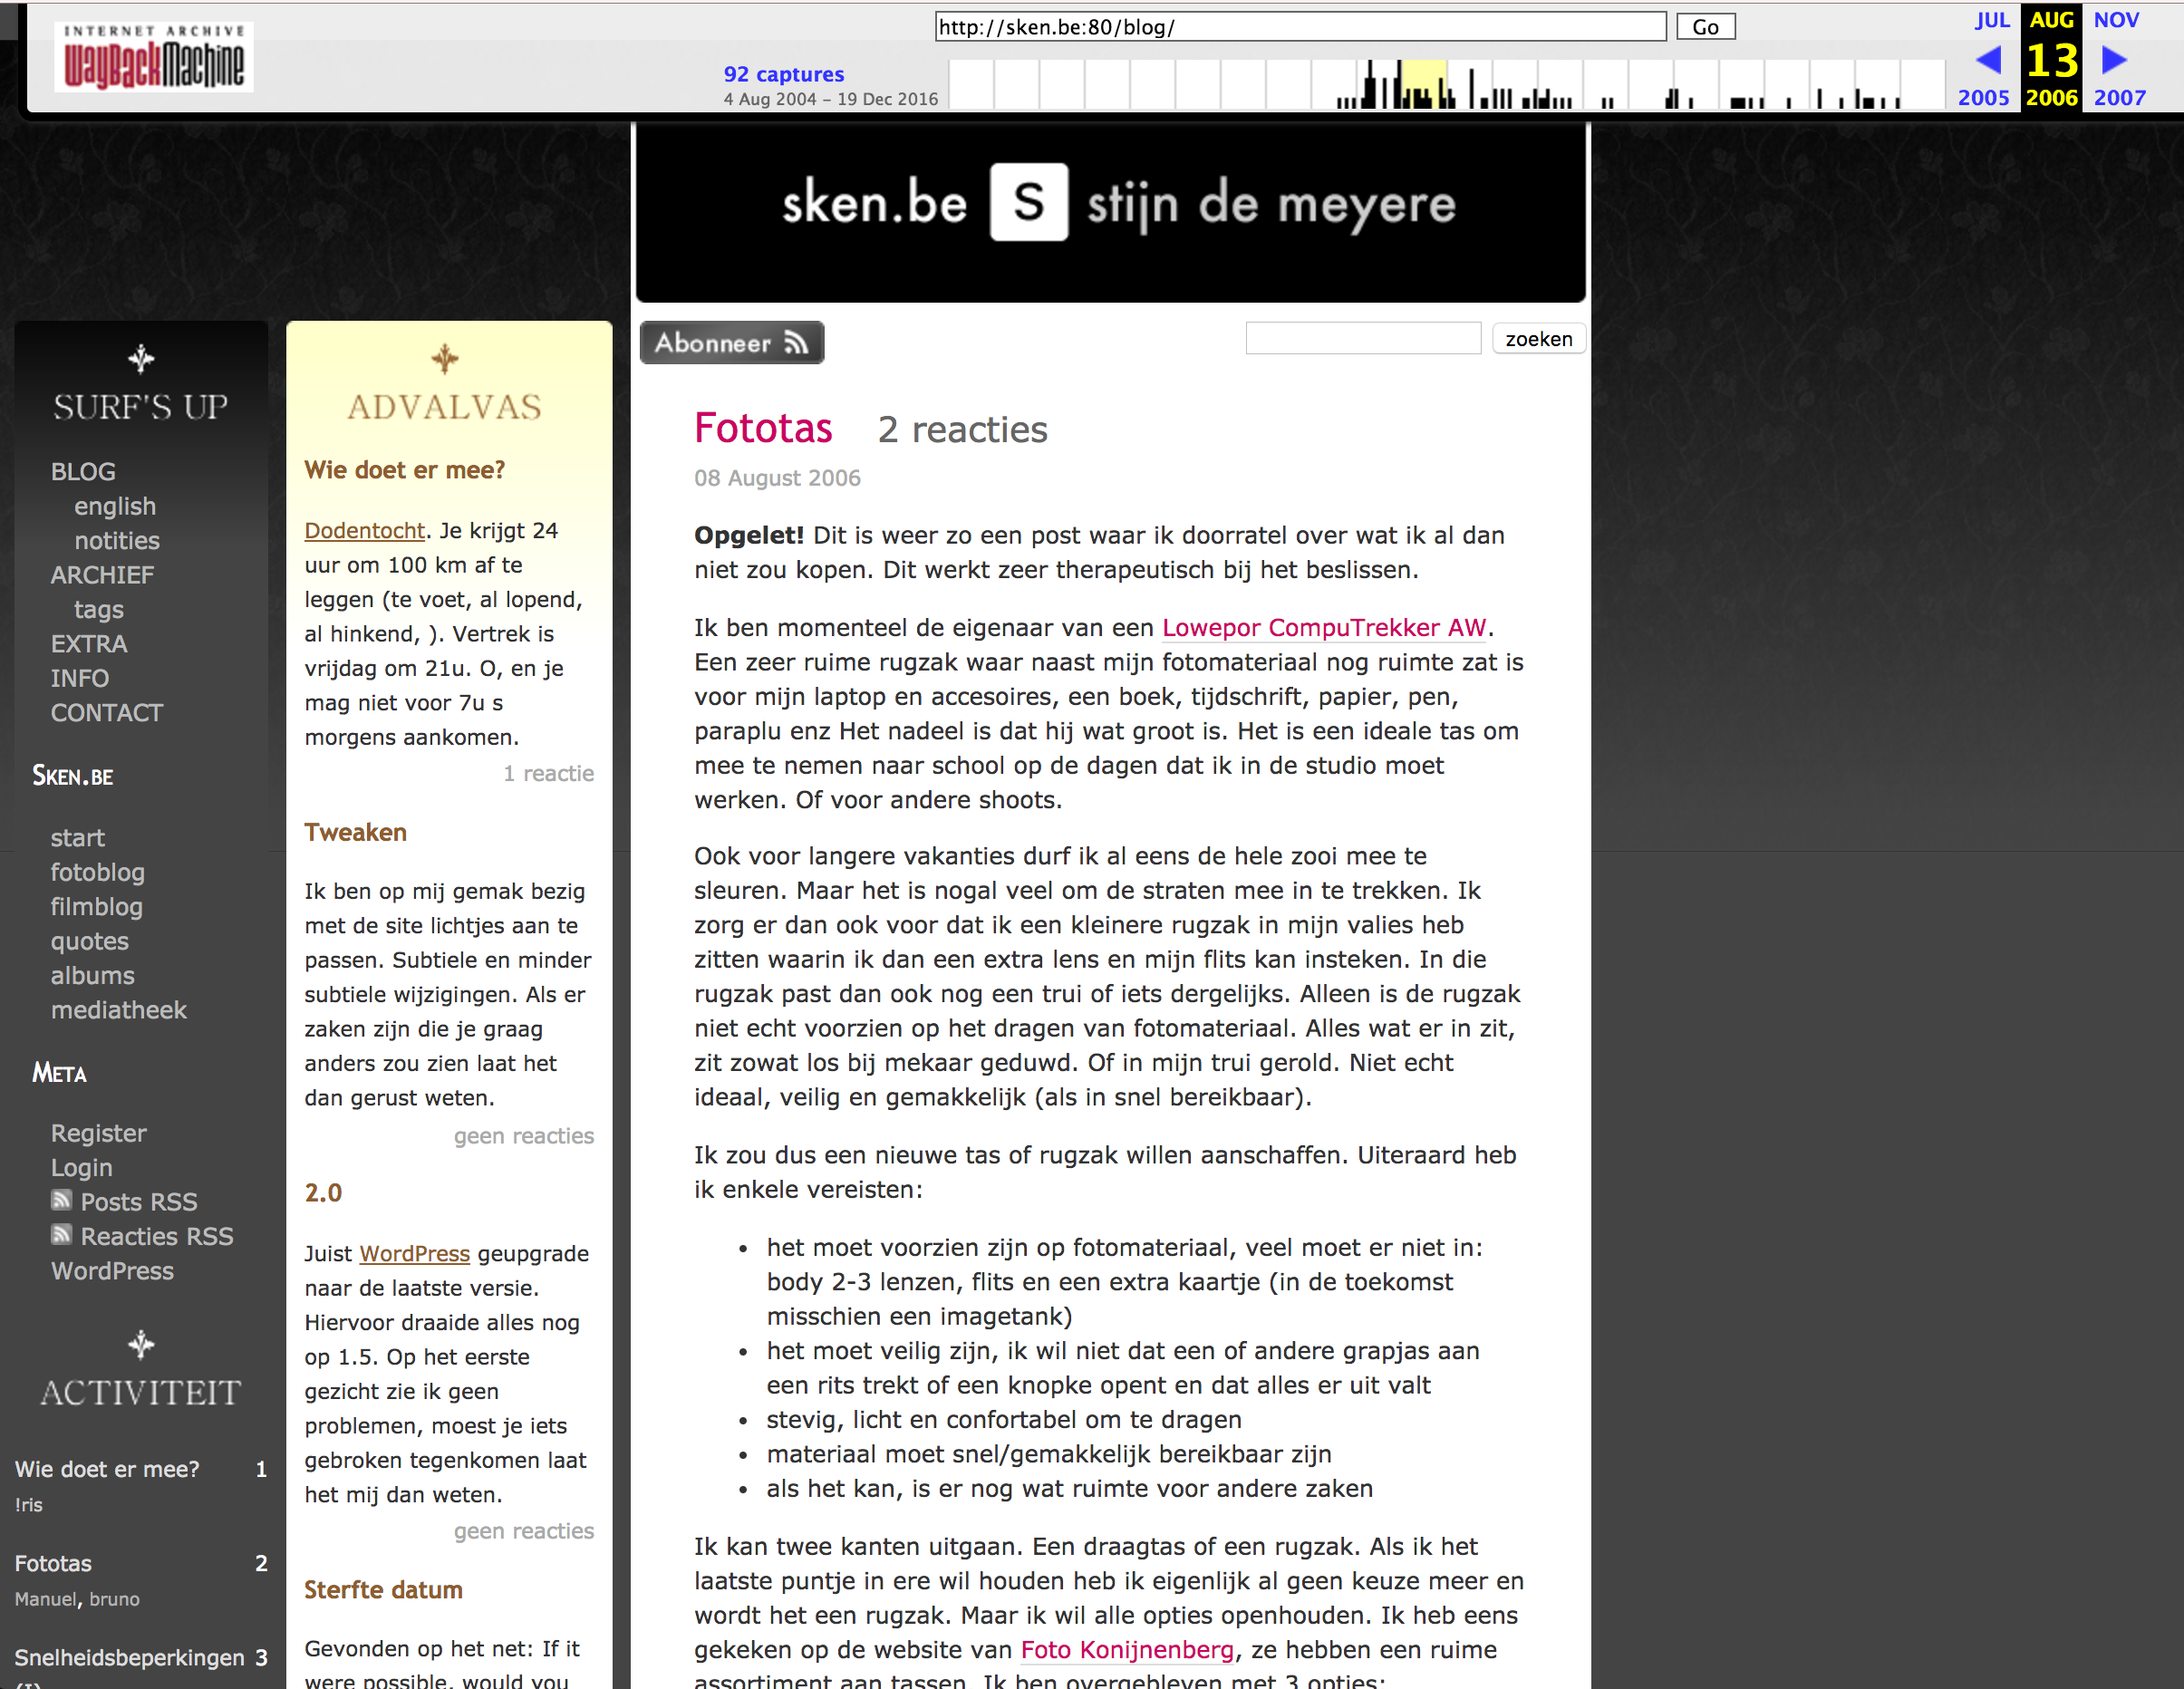 INTERNET ARCHIVE
WayBackMachine
http://sken.be:80/blog/
Go
92 captures
4 Aug 2004 – 19 Dec 2016
JUL AUG NOV
13
2005 2006 2007
sken.be S stijn de meyere
SURF'S UP
BLOG
english
notities
ARCHIEF
tags
EXTRA
INFO
CONTACT
Sken.be
start
fotoblog
filmblog
quotes
albums
mediatheek
Meta
Register
Login
Posts RSS
Reacties RSS
WordPress
ACTIVITEIT
Wie doet er mee? 1
!ris
Fototas 2
Manuel, bruno
Snelheidsbeperkingen 3
ADVALVAS
Wie doet er mee?
Dodentocht. Je krijgt 24
uur om 100 km af te
leggen (te voet, al lopend,
al hinkend, ). Vertrek is
vrijdag om 21u. O, en je
mag niet voor 7u s
morgens aankomen.
1 reactie
Tweaken
Ik ben op mij gemak bezig
met de site lichtjes aan te
passen. Subtiele en minder
subtiele wijzigingen. Als er
zaken zijn die je graag
anders zou zien laat het
dan gerust weten.
geen reacties
2.0
Juist WordPress geupgrade
naar de laatste versie.
Hiervoor draaide alles nog
op 1.5. Op het eerste
gezicht zie ik geen
problemen, moest je iets
gebroken tegenkomen laat
het mij dan weten.
geen reacties
Sterfte datum
Gevonden op het net: If it
were possible, would you
Abonneer
zoeken
Fototas 2 reacties
08 August 2006
Opgelet! Dit is weer zo een post waar ik doorratel over wat ik al dan
niet zou kopen. Dit werkt zeer therapeutisch bij het beslissen.
Ik ben momenteel de eigenaar van een Lowepor CompuTrekker AW.
Een zeer ruime rugzak waar naast mijn fotomateriaal nog ruimte zat is
voor mijn laptop en accesoires, een boek, tijdschrift, papier, pen,
paraplu enz Het nadeel is dat hij wat groot is. Het is een ideale tas om
mee te nemen naar school op de dagen dat ik in de studio moet
werken. Of voor andere shoots.
Ook voor langere vakanties durf ik al eens de hele zooi mee te
sleuren. Maar het is nogal veel om de straten mee in te trekken. Ik
zorg er dan ook voor dat ik een kleinere rugzak in mijn valies heb
zitten waarin ik dan een extra lens en mijn flits kan insteken. In die
rugzak past dan ook nog een trui of iets dergelijks. Alleen is de rugzak
niet echt voorzien op het dragen van fotomateriaal. Alles wat er in zit,
zit zowat los bij mekaar geduwd. Of in mijn trui gerold. Niet echt
ideaal, veilig en gemakkelijk (als in snel bereikbaar).
Ik zou dus een nieuwe tas of rugzak willen aanschaffen. Uiteraard heb
ik enkele vereisten:
• het moet voorzien zijn op fotomateriaal, veel moet er niet in:
body 2-3 lenzen, flits en een extra kaartje (in de toekomst
misschien een imagetank)
• het moet veilig zijn, ik wil niet dat een of andere grapjas aan
een rits trekt of een knopke opent en dat alles er uit valt
• stevig, licht en confortabel om te dragen
• materiaal moet snel/gemakkelijk bereikbaar zijn
• als het kan, is er nog wat ruimte voor andere zaken
Ik kan twee kanten uitgaan. Een draagtas of een rugzak. Als ik het
laatste puntje in ere wil houden heb ik eigenlijk al geen keuze meer en
wordt het een rugzak. Maar ik wil alle opties openhouden. Ik heb eens
gekeken op de website van Foto Konijnenberg, ze hebben een ruime
assortiment aan tassen. Ik ben overgebleven met 3 opties: